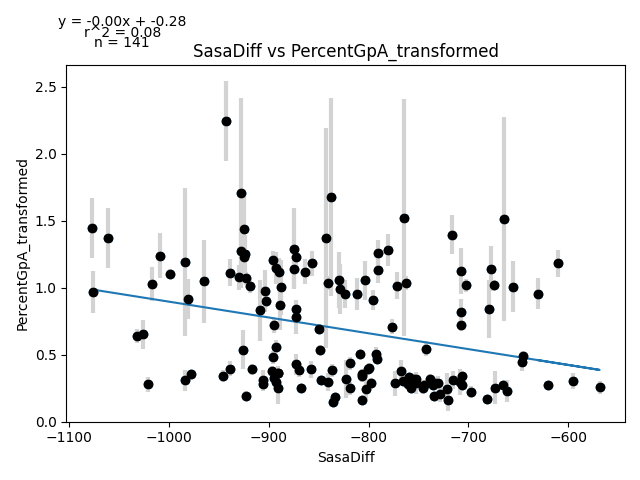 y = -0.00x + -0.28
r^2 = 0.08
n = 141
SasaDiff vs PercentGpA_transformed
PercentGpA_transformed
2.5
2.0
1.5
1.0
0.5
0.0
−1100
−1000
−900
−800
−700
−600
SasaDiff